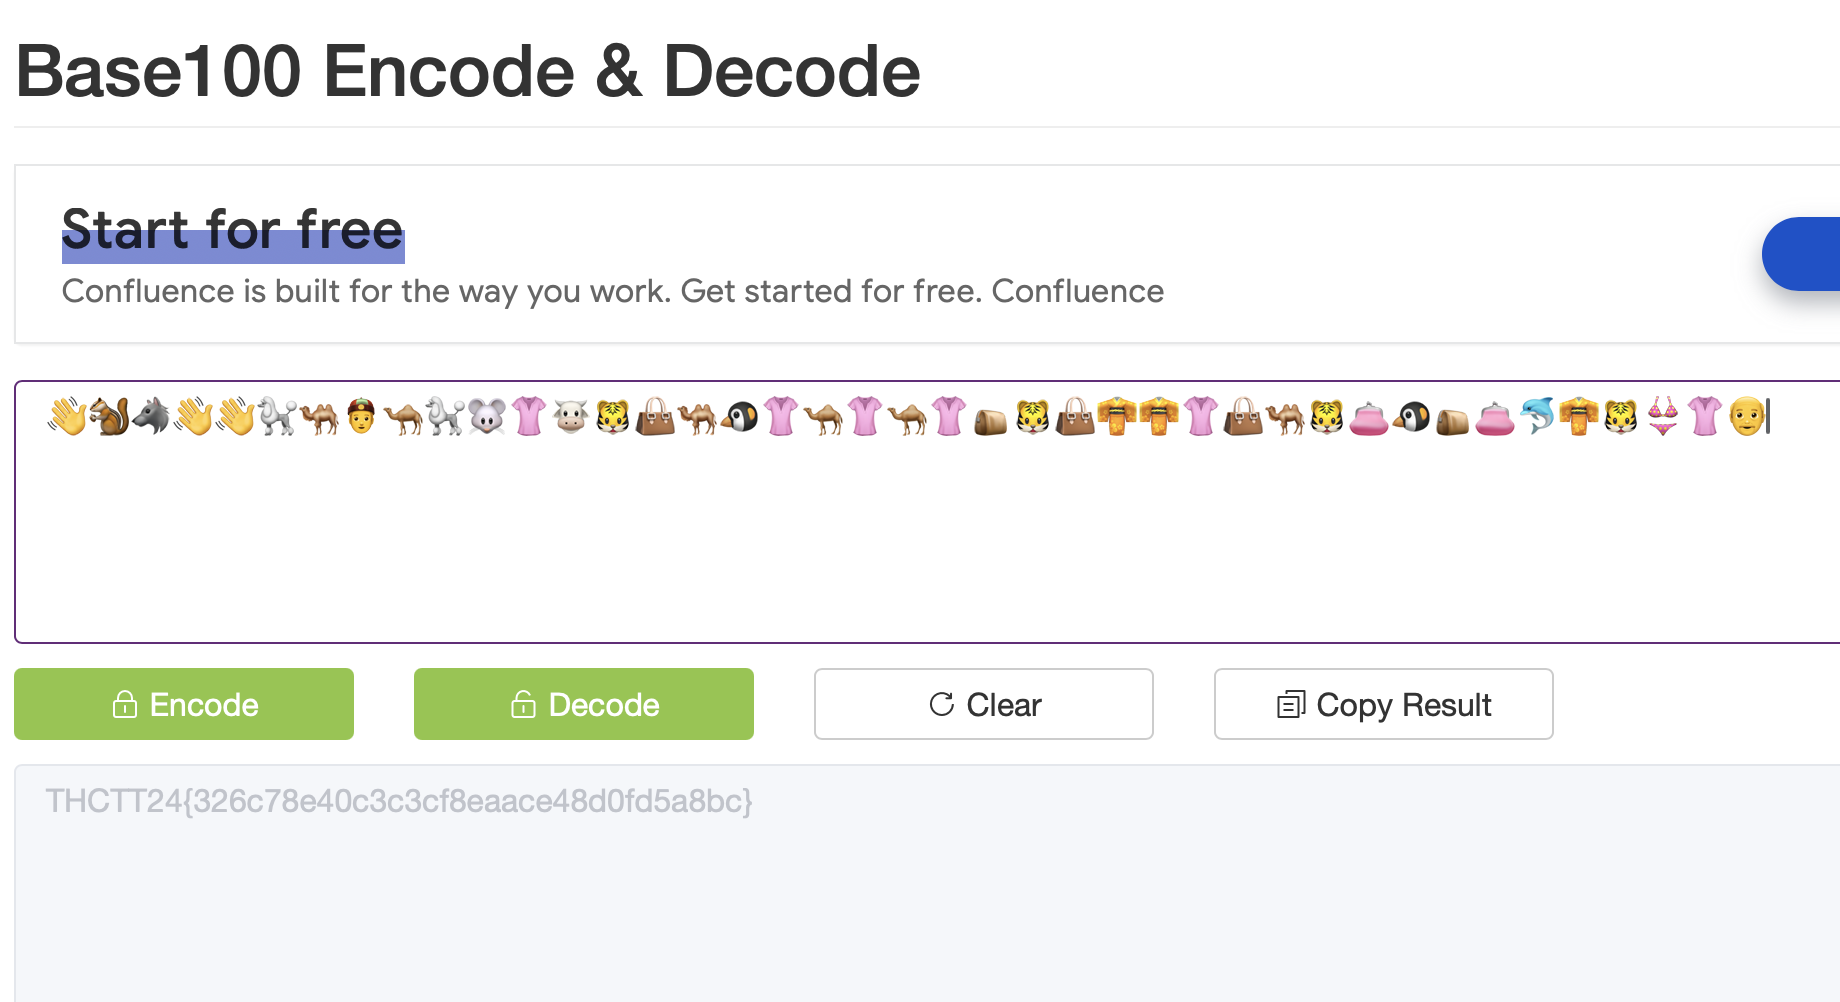 Base100 Encode & Decode
Start for free
Confluence is built for the way you work. Get started for free. Confluence
👋🐿🐺👋👋🐩🐫👲🐪🐩🐭👚🐮🐯👜🐫🐧👚🐪👚🐪👚👝🐯👜👘👘👚👜🐫🐯👛🐧👝👛🐬👘🐯👙👚👴
Encode
Decode
Clear
Copy Result
THCTT24{326c78e40c3c3cf8eaace48d0fd5a8bc}